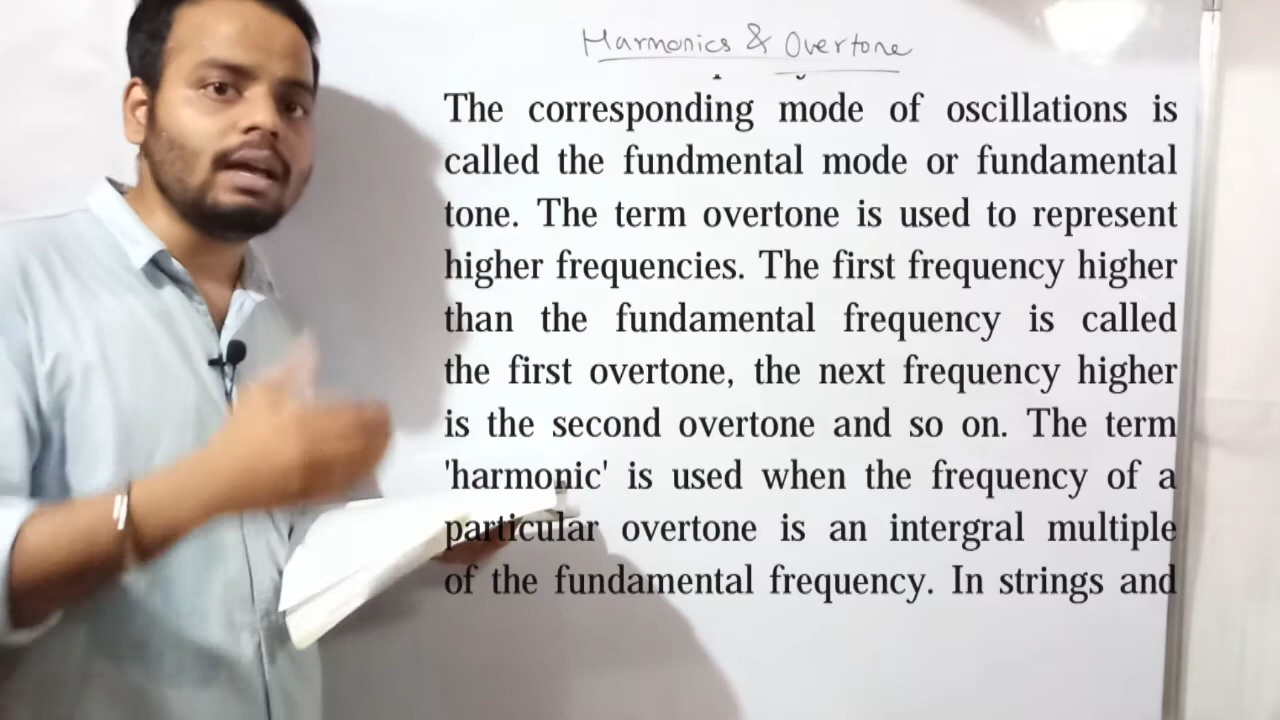 Harmonics & Overtone
The corresponding mode of oscillations is
called the fundmental mode or fundamental
tone. The term overtone is used to represent
higher frequencies. The first frequency higher
than the fundamental frequency is called
the first overtone, the next frequency higher
is the second overtone and so on. The term
'harmonic' is used when the frequency of a
particular overtone is an intergral multiple
of the fundamental frequency. In strings and